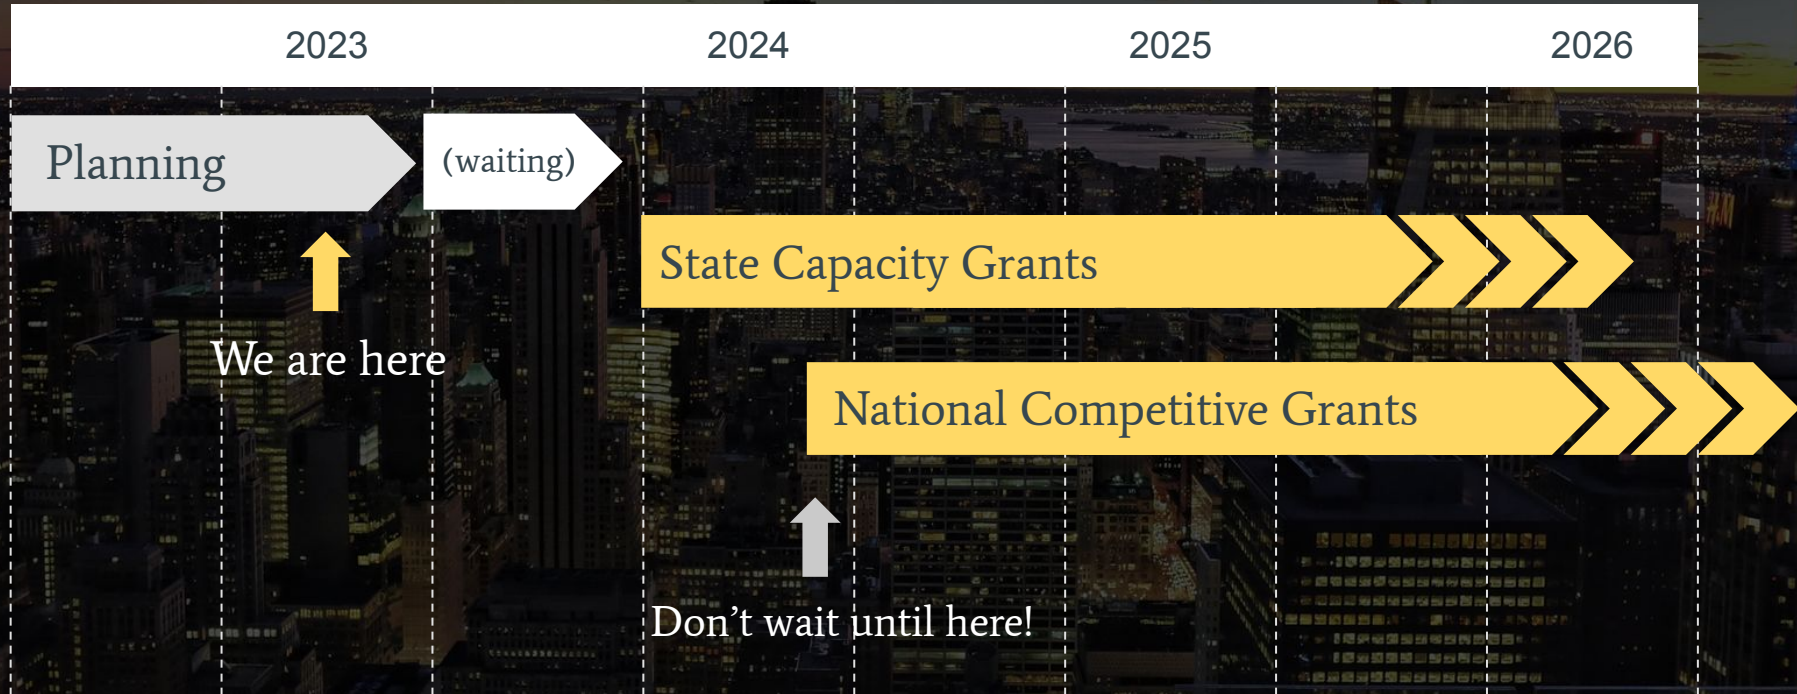 2023 2024 2025 2026
Planning
(waiting)
State Capacity Grants
We are here
National Competitive Grants
Don’t wait until here!